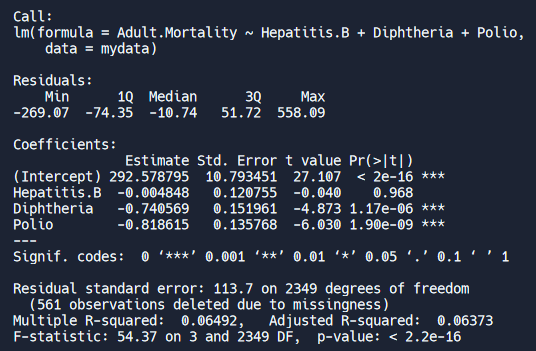 Call:
lm(formula = Adult.Mortality ~ Hepatitis.B + Diphtheria + Polio,
    data = mydata)

Residuals:
    Min      1Q  Median      3Q     Max
-269.07  -74.35  -10.74   51.72  558.09

Coefficients:
              Estimate Std. Error t value Pr(>|t|)
(Intercept) 292.578795  10.793451  27.107  < 2e-16 ***
Hepatitis.B  -0.004848   0.120755  -0.040    0.968
Diphtheria   -0.740569   0.151961  -4.873 1.17e-06 ***
Polio        -0.818615   0.135768  -6.030 1.90e-09 ***
---
Signif. codes:  0 ‘***’ 0.001 ‘**’ 0.01 ‘*’ 0.05 ‘.’ 0.1 ‘ ’ 1

Residual standard error: 113.7 on 2349 degrees of freedom
  (561 observations deleted due to missingness)
Multiple R-squared:  0.06492,	Adjusted R-squared:  0.06373
F-statistic: 54.37 on 3 and 2349 DF,  p-value: < 2.2e-16